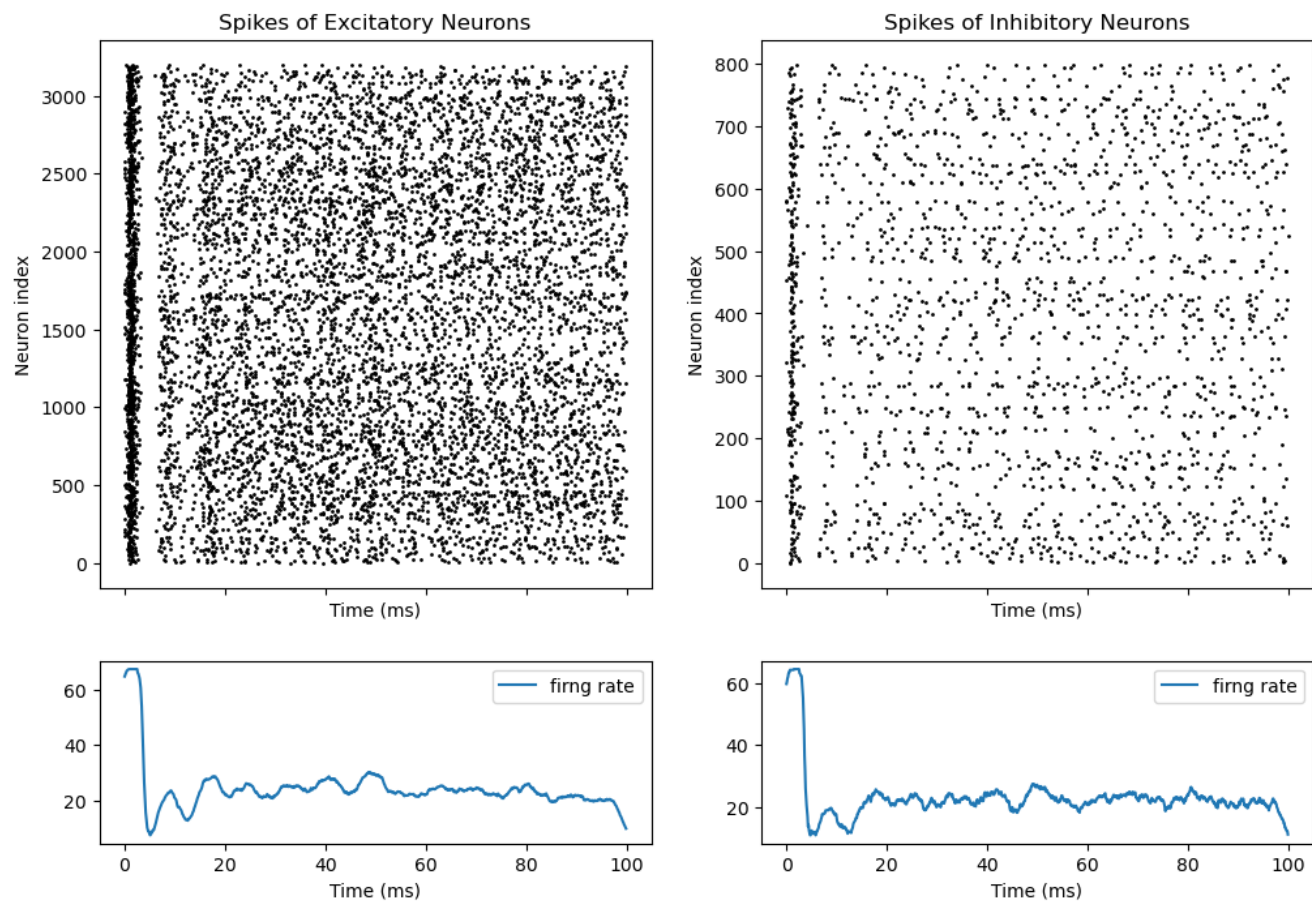 Spikes of Excitatory Neurons
Neuron index
3000
2500
2000
1500
1000
500
0
Time (ms)
Spikes of Inhibitory Neurons
Neuron index
800
700
600
500
400
300
200
100
0
Time (ms)
60
40
20
firng rate
0 20 40 60 80 100
Time (ms)
60
40
20
firng rate
0 20 40 60 80 100
Time (ms)